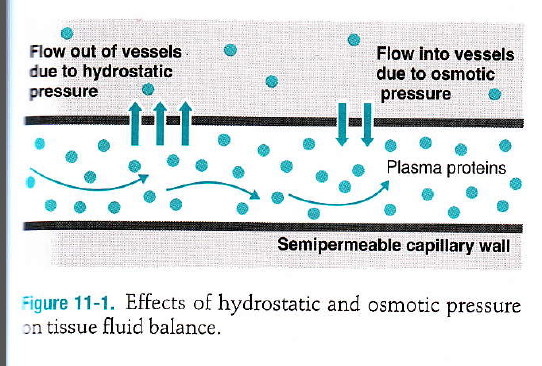 Flow out of vessels
due to hydrostatic
pressure
Flow into vessels
due to osmotic
pressure
Plasma proteins
Semipermeable capillary wall
Figure 11-1. Effects of hydrostatic and osmotic pressure
on tissue fluid balance.